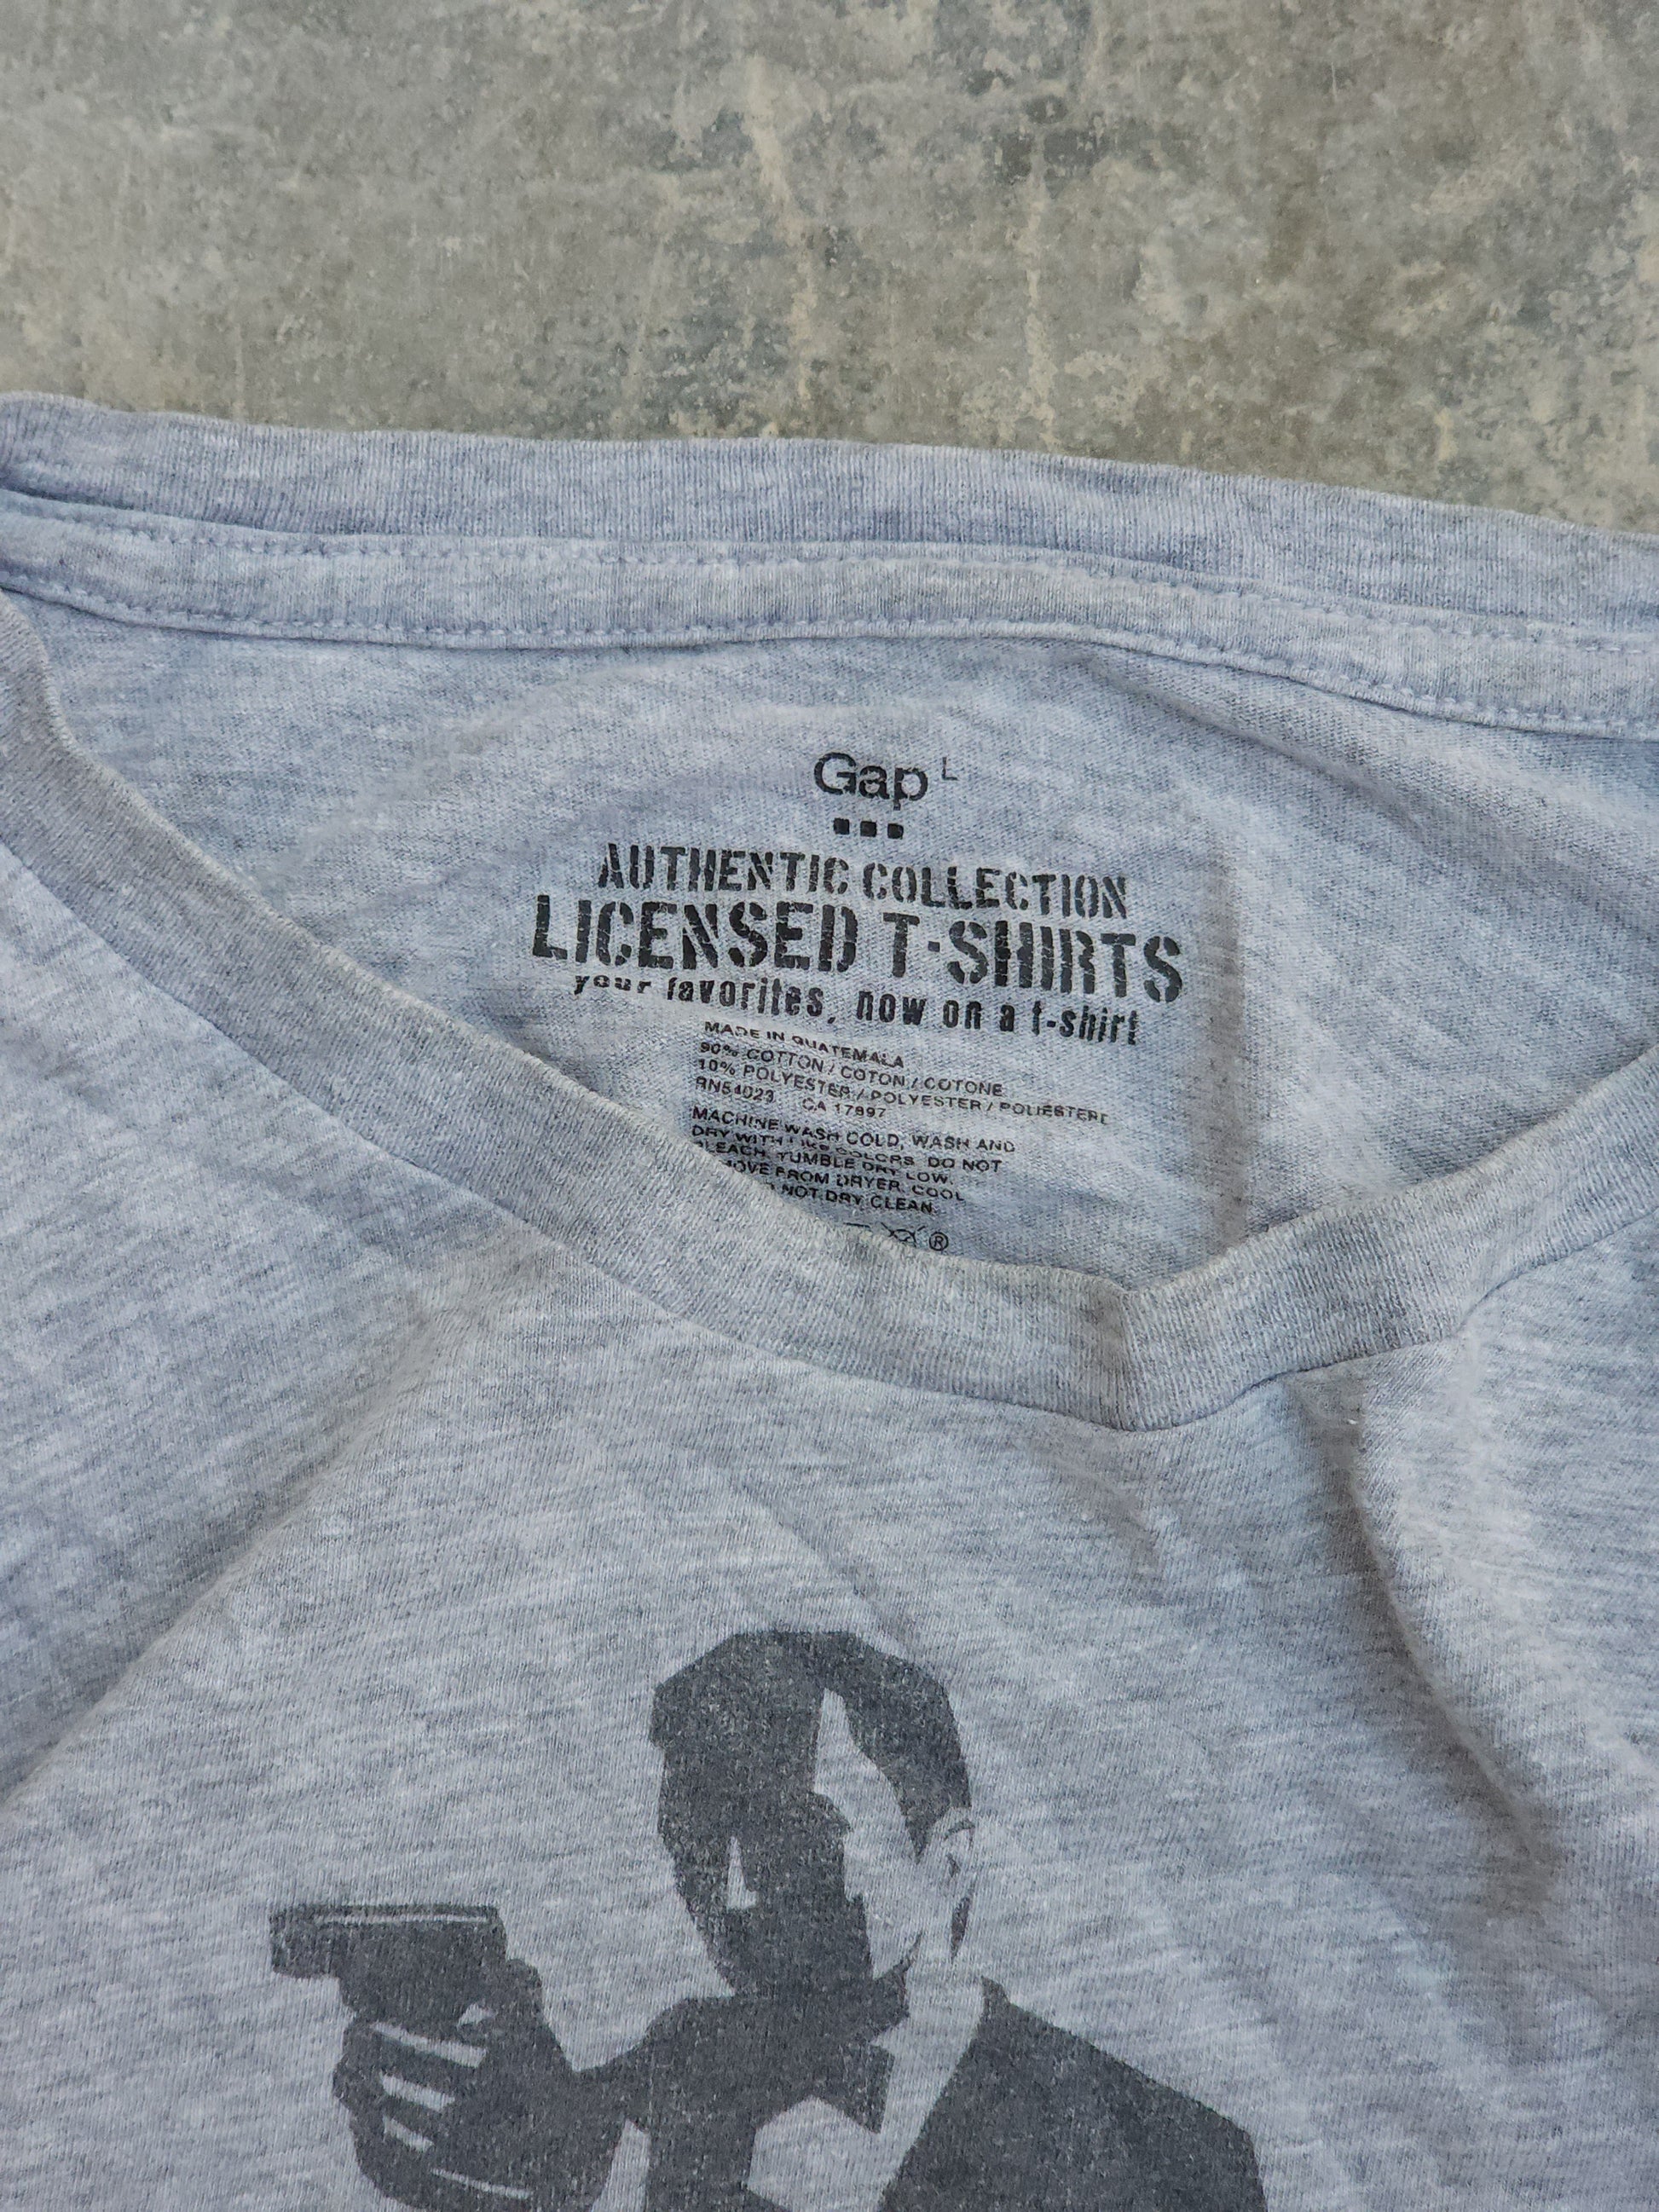 Gap L
AUTHENTIC COLLECTION
LICENSED T-SHIRTS
your favorites, now on a t-shirt
MADE IN GUATEMALA
90% COTTON / COTON / COTONE
10% POLYESTER / POLYESTER / POLIESTERE
RN54023 CA 17897
MACHINE WASH COLD, WASH AND
DRY WITH LIKE COLORS. DO NOT
BLEACH. TUMBLE DRY LOW.
FROM DRYER. COOL
NOT DRY CLEAN.
®